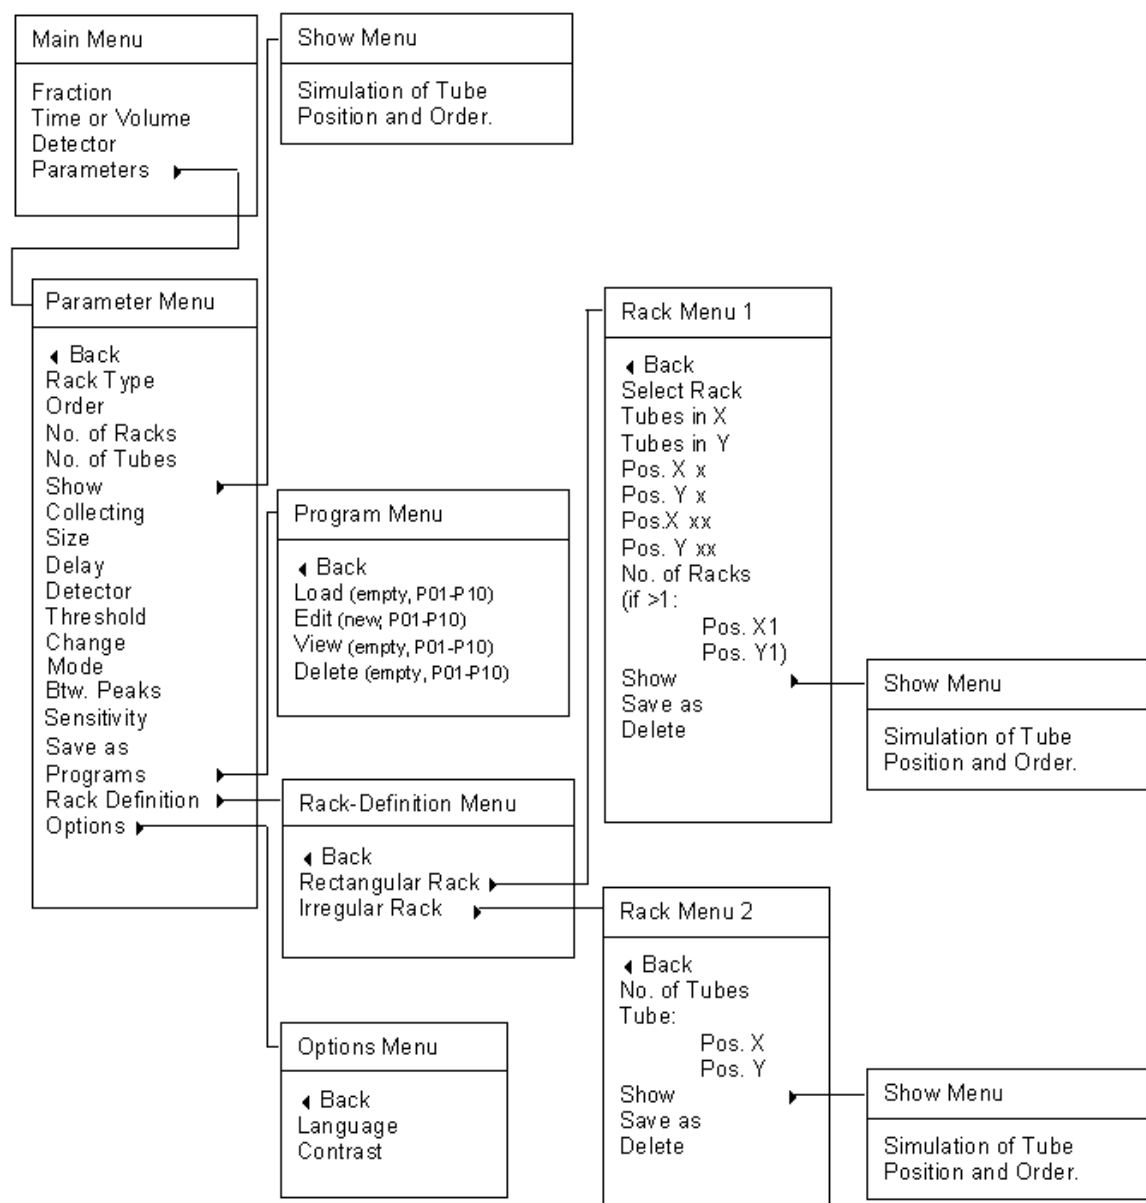 Main Menu
Fraction
Time or Volume
Detector
Parameters
Show Menu
Simulation of Tube
Position and Order.
Parameter Menu
Back
Rack Type
Order
No. of Racks
No. of Tubes
Show
Collecting
Size
Delay
Detector
Threshold
Change
Mode
Btw. Peaks
Sensitivity
Save as
Programs
Rack Definition
Options
Program Menu
Back
Load (empty, P01-P10)
Edit (new, P01-P10)
View (empty, P01-P10)
Delete (empty, P01-P10)
Rack-Definition Menu
Back
Rectangular Rack
Irregular Rack
Options Menu
Back
Language
Contrast
Rack Menu 1
Back
Select Rack
Tubes in X
Tubes in Y
Pos. X x
Pos. Y x
Pos.X xx
Pos. Y xx
No. of Racks
(if >1:
Pos. X1
Pos. Y1)
Show
Save as
Delete
Show Menu
Simulation of Tube
Position and Order.
Rack Menu 2
Back
No. of Tubes
Tube:
Pos. X
Pos. Y
Show
Save as
Delete
Show Menu
Simulation of Tube
Position and Order.